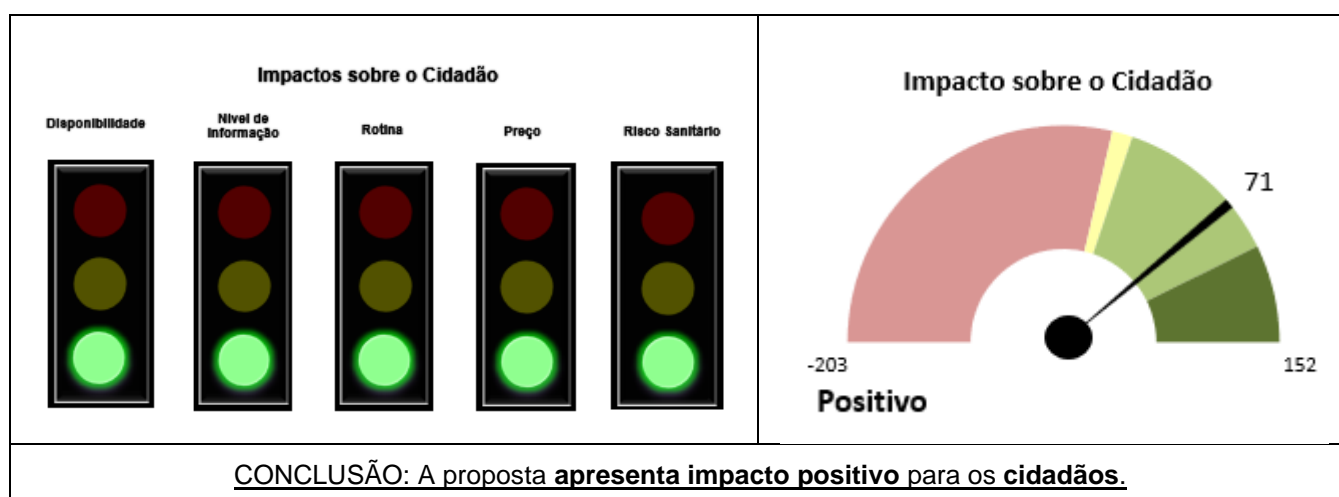 Impactos sobre o Cidadão
Disponibilidade
Nível de
Informação
Rotina
Preço
Risco Sanitário
Impacto sobre o Cidadão
71
-203
152
Positivo
CONCLUSÃO: A proposta apresenta impacto positivo para os cidadãos.